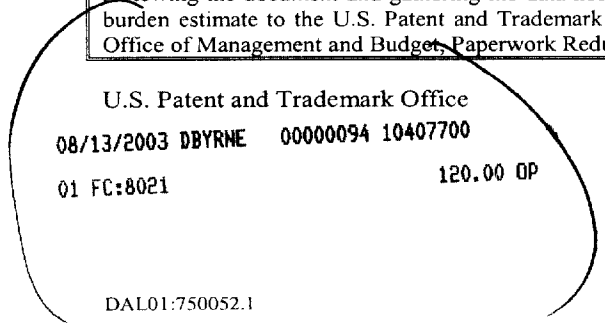 burden estimate to the U.S. Patent and Trademark
Office of Management and Budget, Paperwork
U.S. Patent and Trademark Office
08/13/2003 DBYRNE 00000094 10407700
01 FC:8021 120.00 OP
DAL01:750052.1